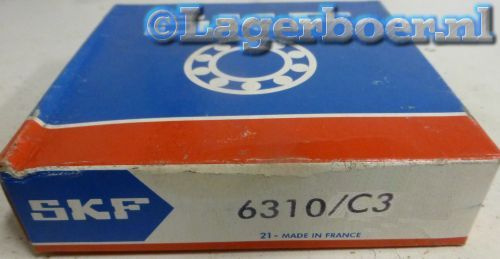 ©Lagerboer.nl
SKF
6310/C3
21- MADE IN FRANCE